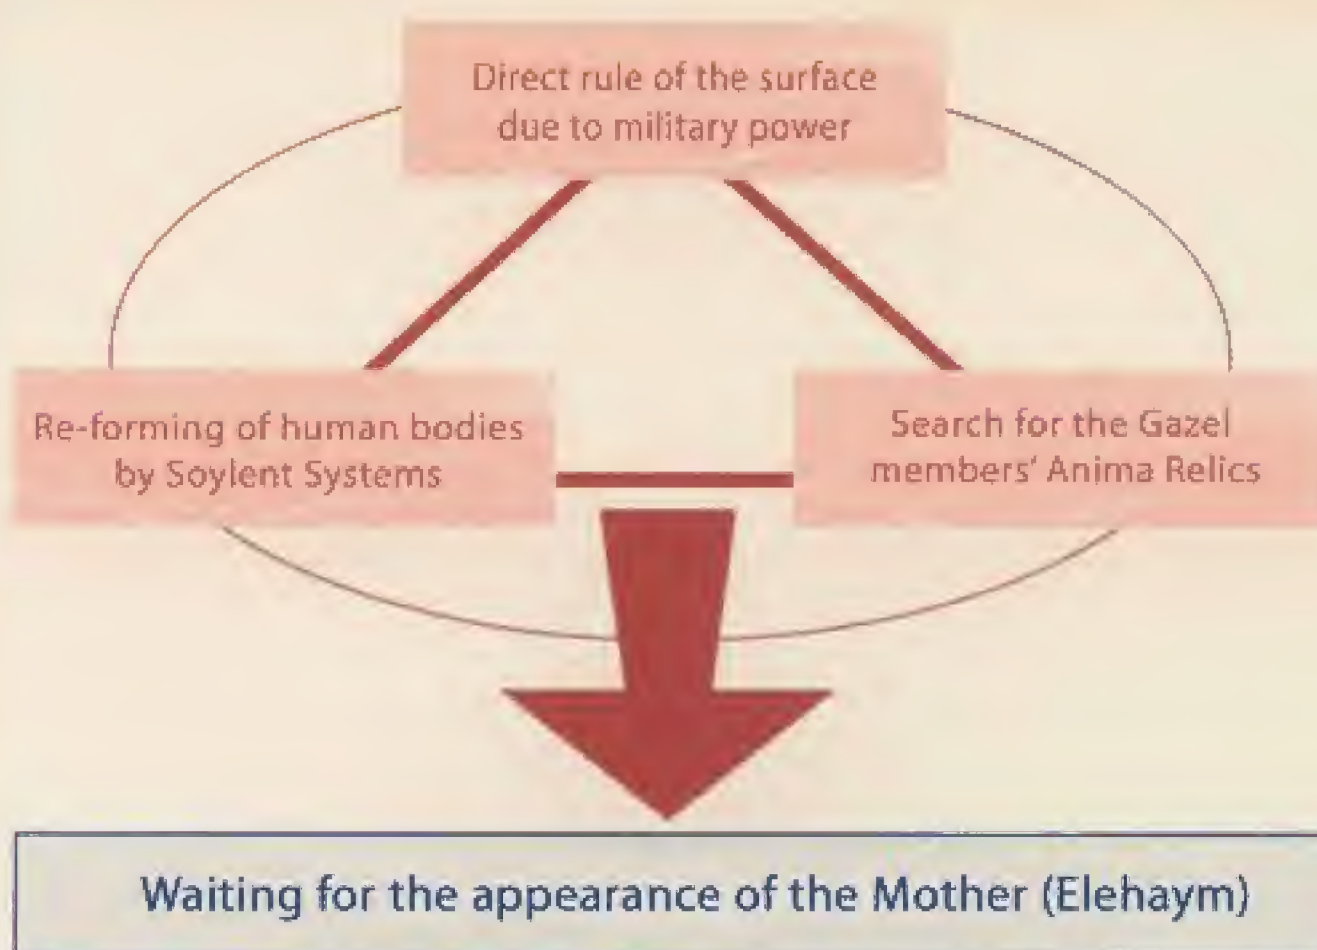 Direct rule of the surface
due to military power
Re-forming of human bodies
by Soylent Systems
Search for the Gazel
members' Anima Relics
Waiting for the appearance of the Mother (Elehaym)